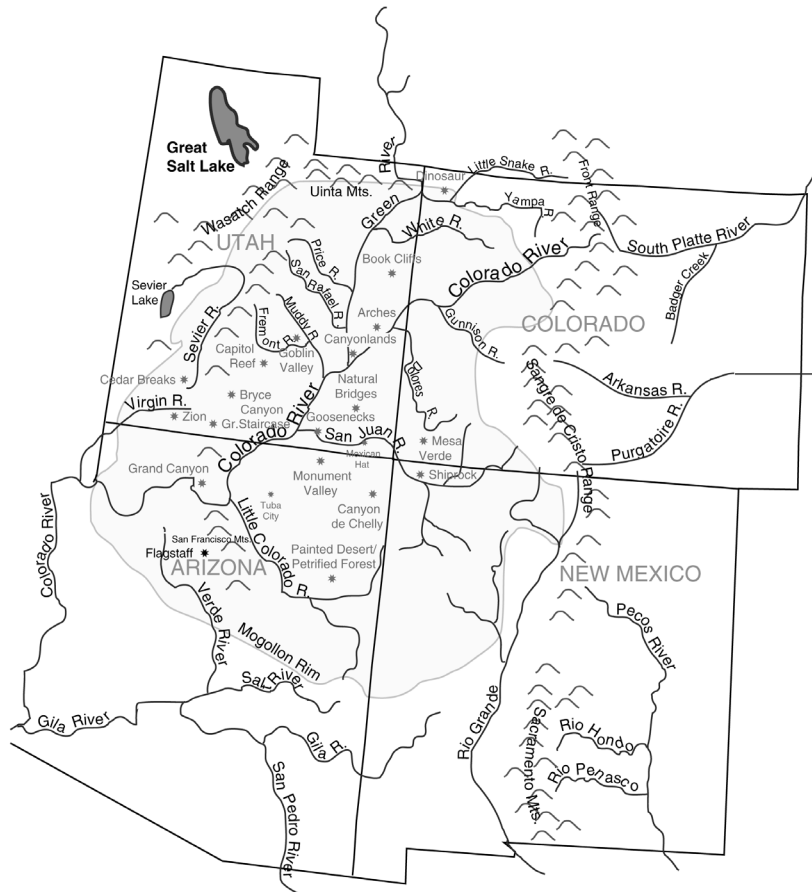 Great
Salt Lake
Wasatch Range
Uinta Mts.
River
Green
Dinosaur
Little Snake R.
Yampa R.
Front Range
White R.
UTAH
Price R.
San Rafael R.
Book Cliffs
Colorado River
South Platte River
Badger Creek
Sevier
Lake
Sevier R.
Fremont R.
Muddy R.
Arches
Canyonlands
Gunnison R.
COLORADO
Capitol
Reef
Goblin
Valley
Cedar Breaks
Natural
Bridges
Dolores R.
Arkansas R.
Sangre de Cristo Range
Purgatoire R.
Virgin R.
Zion
Bryce
Canyon
Gr.Staircase
Colorado River
Goosenecks
San Juan R.
Mesa
Verde
Mexican
Hat
Grand Canyon
Monument
Valley
Shiprock
Colorado River
Tuba
City
Canyon
de Chelly
Little Colorado R.
San Francisco Mts.
Flagstaff
Painted Desert/
Petrified Forest
ARIZONA
NEW MEXICO
Verde River
Mogollon Rim
Pecos River
Salt River
Gila River
Gila R.
Rio Grande
Sacramento Mts.
Rio Hondo
Rio Penasco
San Pedro River